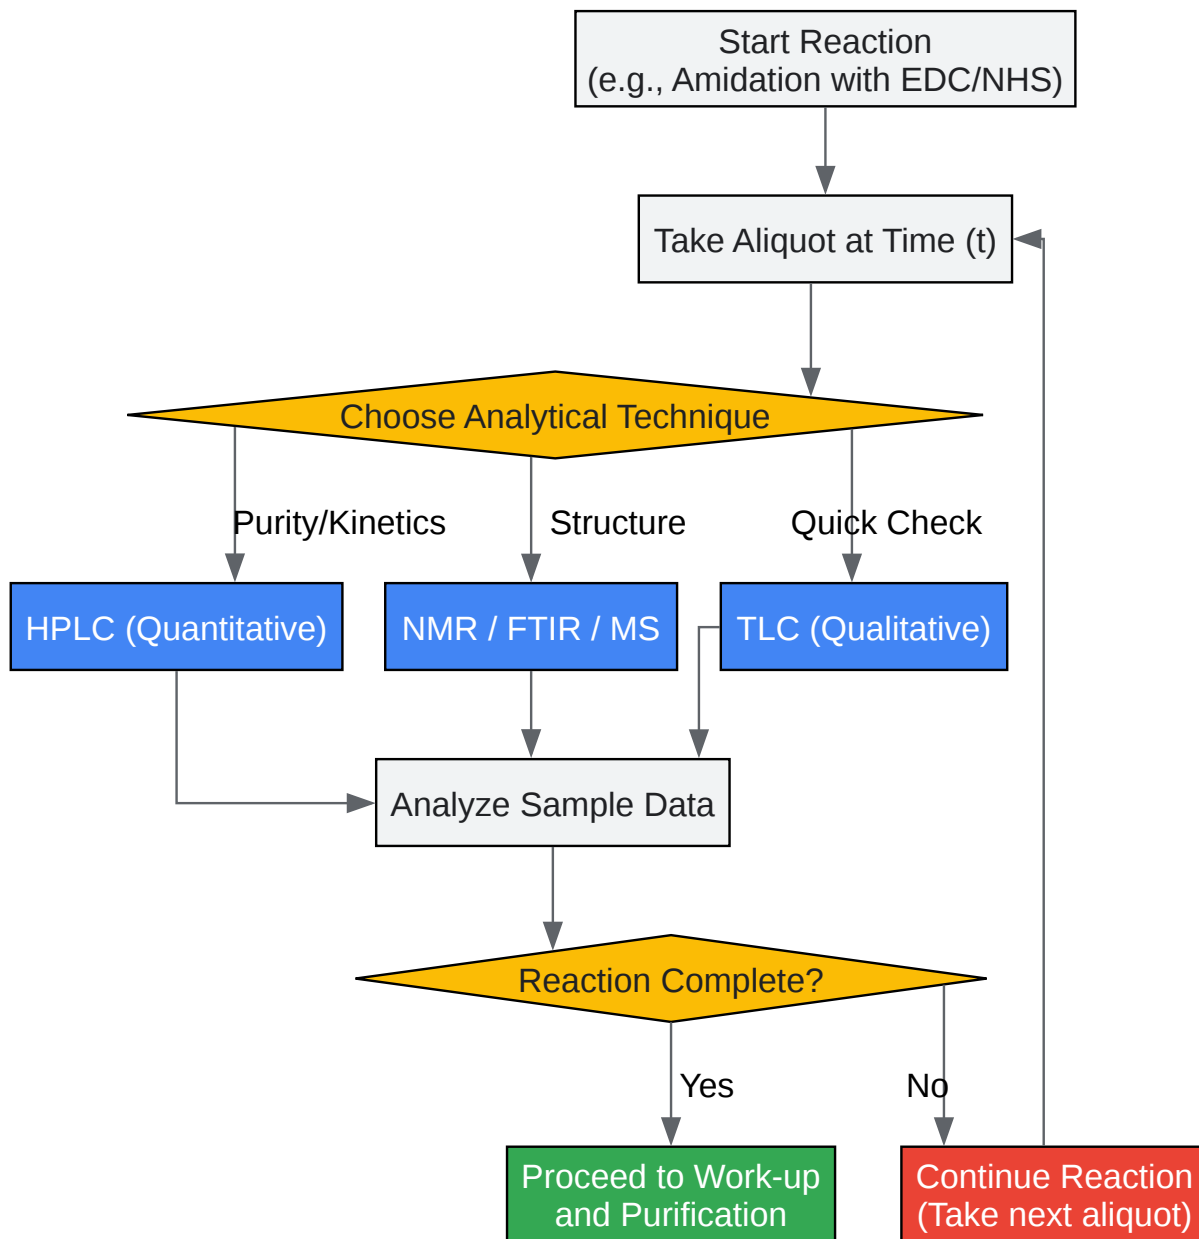 Start Reaction
(e.g., Amidation with EDC/NHS)
Take Aliquot at Time (t)
Choose Analytical Technique
Purity/Kinetics
Structure
Quick Check
HPLC (Quantitative)
NMR / FTIR / MS
TLC (Qualitative)
Analyze Sample Data
Reaction Complete?
Yes
No
Proceed to Work-up
and Purification
Continue Reaction
(Take next aliquot)